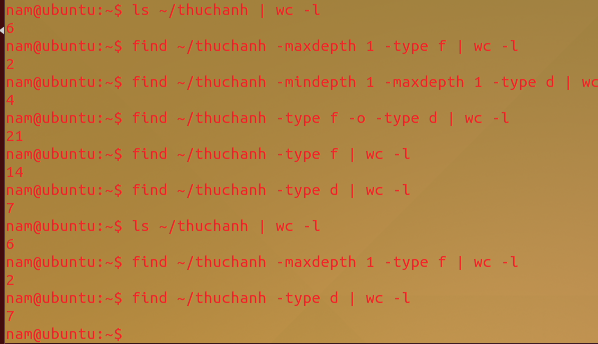 nam@ubuntu:~$ ls ~/thuchanh | wc -l
6
nam@ubuntu:~$ find ~/thuchanh -maxdepth 1 -type f | wc -l
2
nam@ubuntu:~$ find ~/thuchanh -mindepth 1 -maxdepth 1 -type d | wc
4
nam@ubuntu:~$ find ~/thuchanh -type f -o -type d | wc -l
21
nam@ubuntu:~$ find ~/thuchanh -type f | wc -l
14
nam@ubuntu:~$ find ~/thuchanh -type d | wc -l
7
nam@ubuntu:~$ ls ~/thuchanh | wc -l
6
nam@ubuntu:~$ find ~/thuchanh -maxdepth 1 -type f | wc -l
2
nam@ubuntu:~$ find ~/thuchanh -type d | wc -l
7
nam@ubuntu:~$